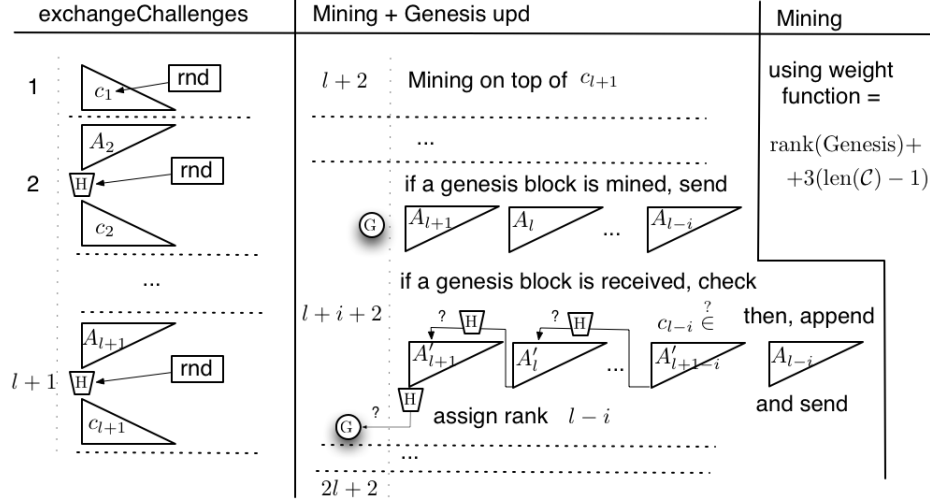 exchangeChallenges
1
c_1
rnd
A_2
2
H
rnd
c_2
...
A_{l+1}
l + 1
H
rnd
c_{l+1}
Mining + Genesis upd
l + 2
Mining on top of c_{l+1}
...
if a genesis block is mined, send
G
A_{l+1}
A_l
...
A_{l-i}
if a genesis block is received, check
l + i + 2
?
H
?
H
c_{l-i} ∈^?
then, append
A'_{l+1}
A'_l
...
A'_{l+1-i}
A_{l-i}
H
?
G
assign rank l − i
and send
...
2l + 2
Mining
using weight
function =
rank(Genesis)+
+3(len(𝒞) − 1)